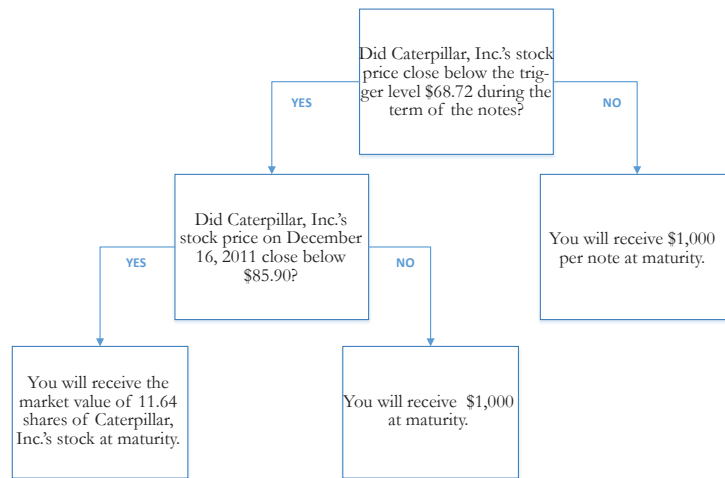 Did Caterpillar, Inc.'s stock
price close below the trig-
ger level $68.72 during the
term of the notes?
YES
NO
Did Caterpillar, Inc.'s
stock price on December
16, 2011 close below
$85.90?
You will receive $1,000
per note at maturity.
YES
NO
You will receive the
market value of 11.64
shares of Caterpillar,
Inc.'s stock at maturity.
You will receive $1,000
at maturity.